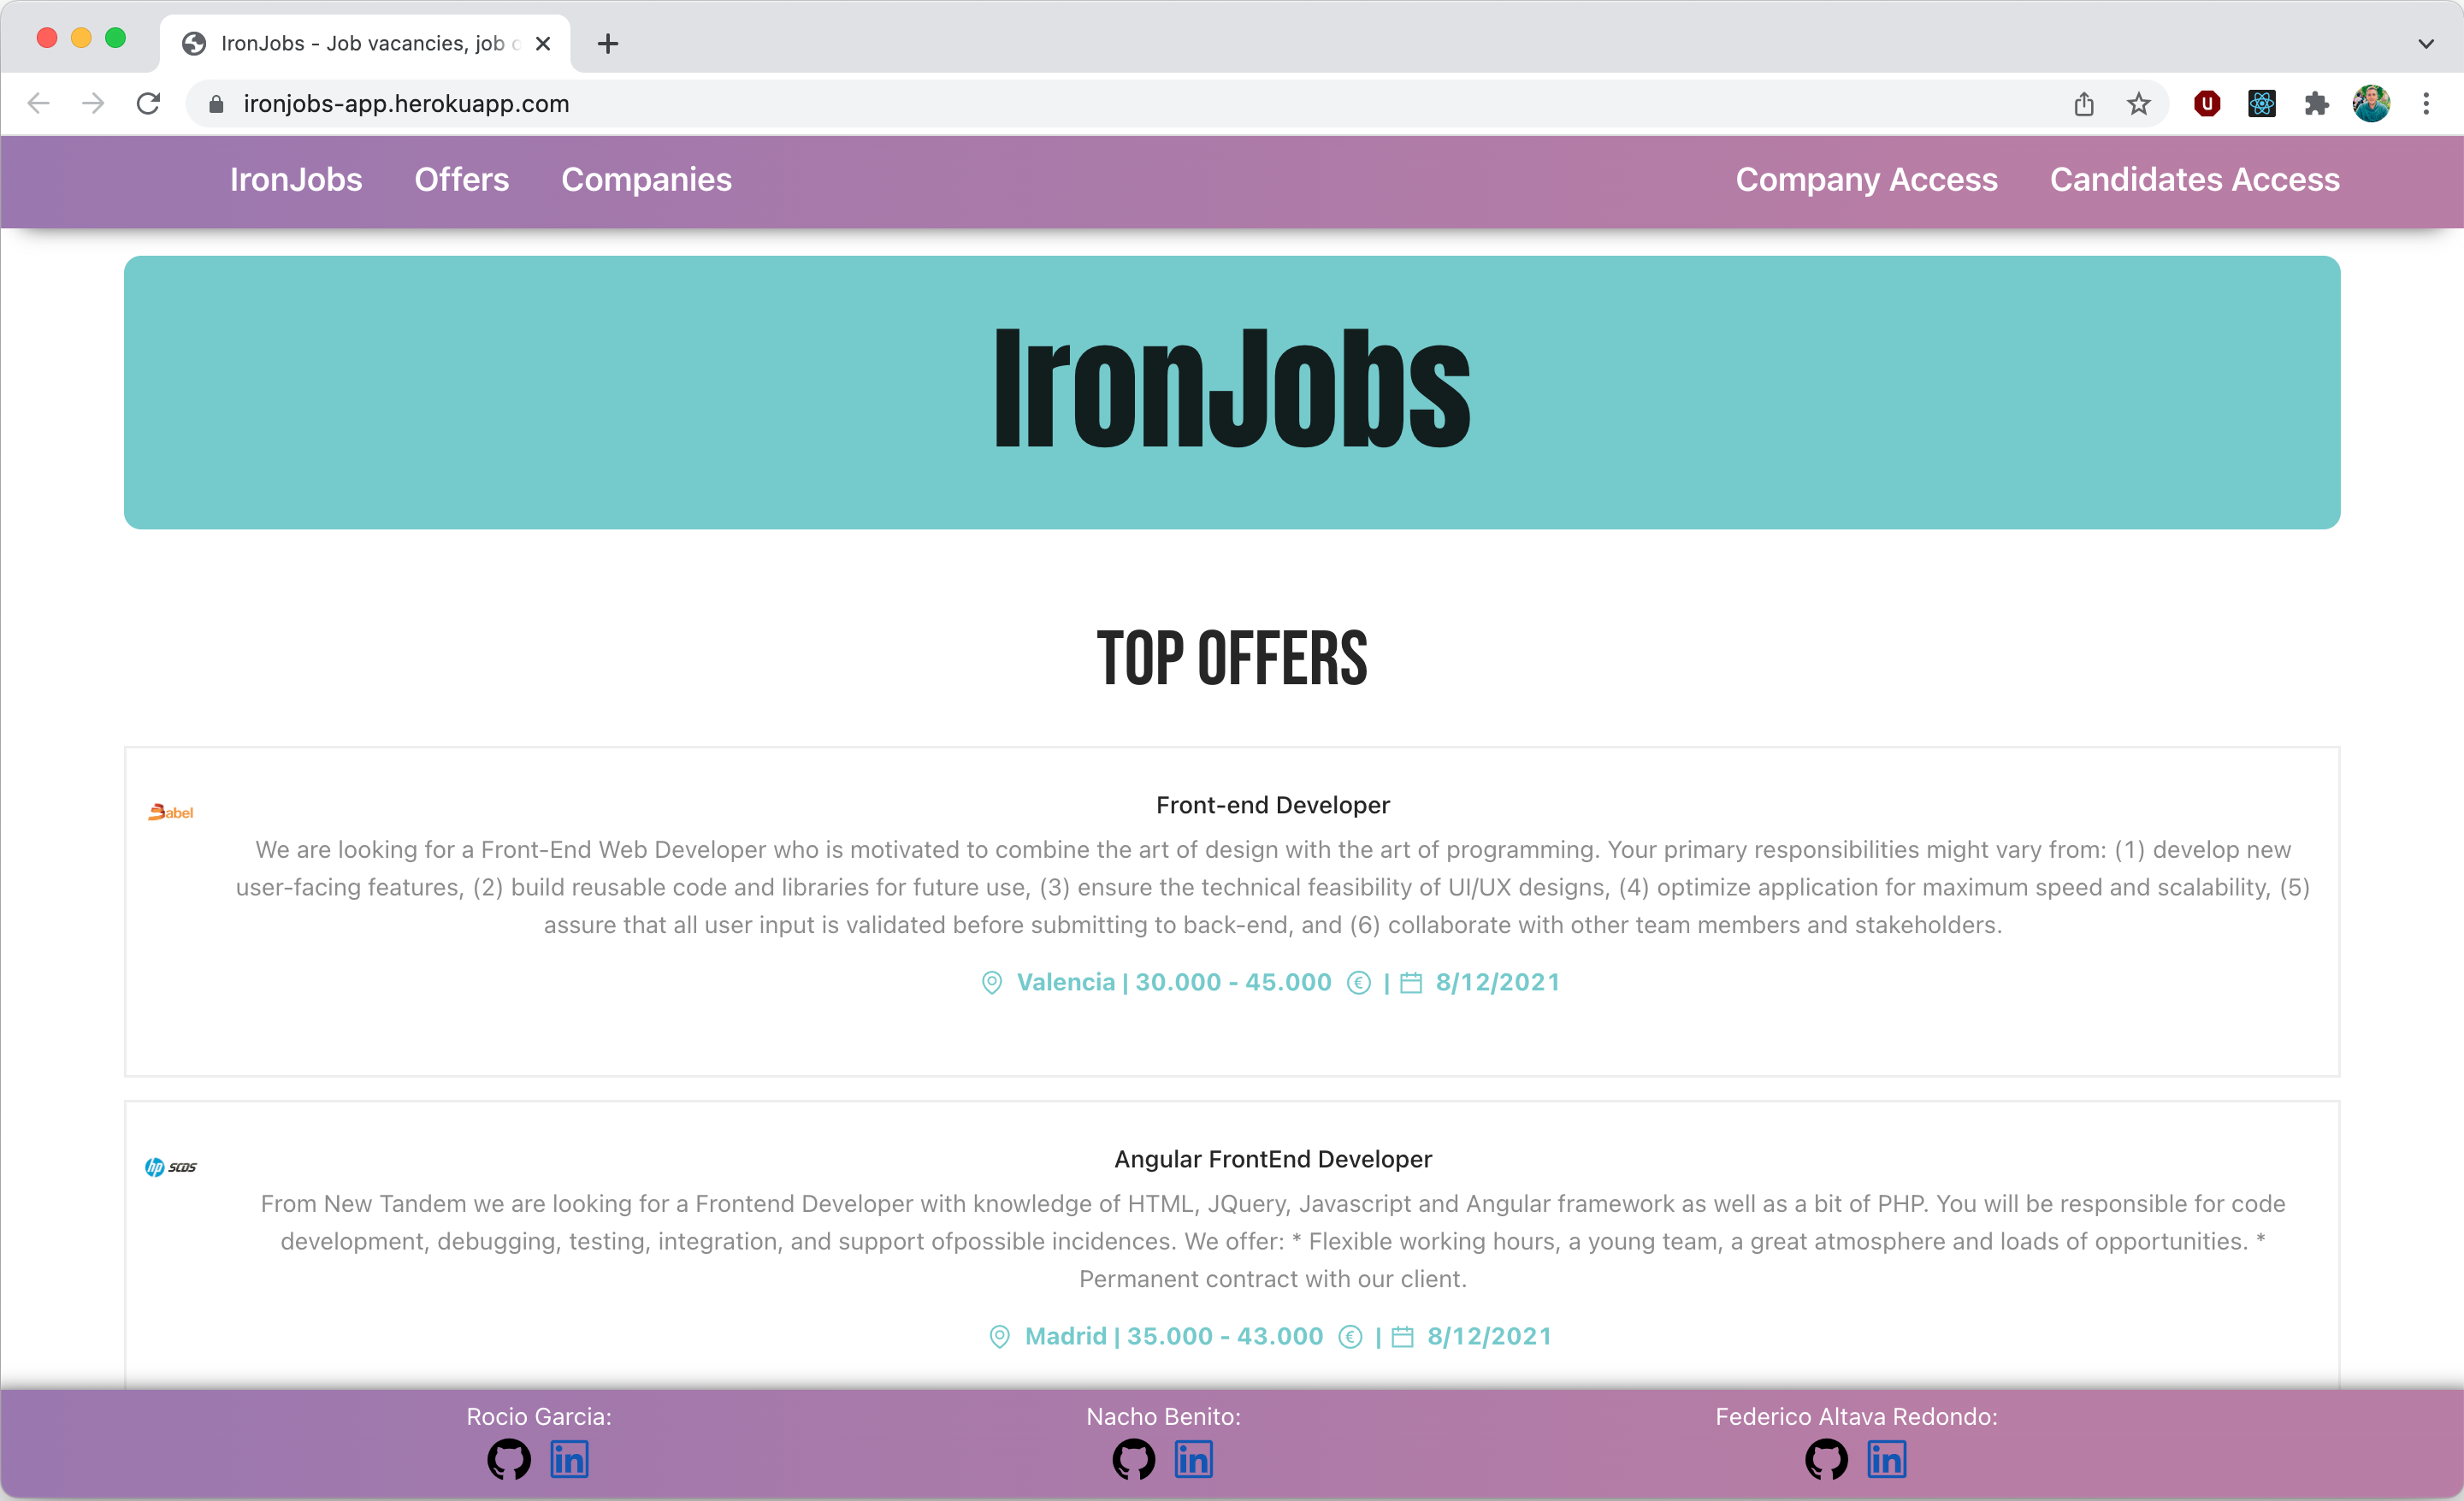 IronJobs - Job vacancies, job
ironjobs-app.herokuapp.com
IronJobs Offers Companies Company Access Candidates Access
IronJobs
TOP OFFERS
Babel
Front-end Developer
We are looking for a Front-End Web Developer who is motivated to combine the art of design with the art of programming. Your primary responsibilities might vary from: (1) develop new
user-facing features, (2) build reusable code and libraries for future use, (3) ensure the technical feasibility of UI/UX designs, (4) optimize application for maximum speed and scalability, (5)
assure that all user input is validated before submitting to back-end, and (6) collaborate with other team members and stakeholders.
Valencia | 30.000 - 45.000 € | 8/12/2021
hp SCDS
Angular FrontEnd Developer
From New Tandem we are looking for a Frontend Developer with knowledge of HTML, JQuery, Javascript and Angular framework as well as a bit of PHP. You will be responsible for code
development, debugging, testing, integration, and support ofpossible incidences. We offer: * Flexible working hours, a young team, a great atmosphere and loads of opportunities. *
Permanent contract with our client.
Madrid | 35.000 - 43.000 € | 8/12/2021
Rocio Garcia: Nacho Benito: Federico Altava Redondo:
in in in